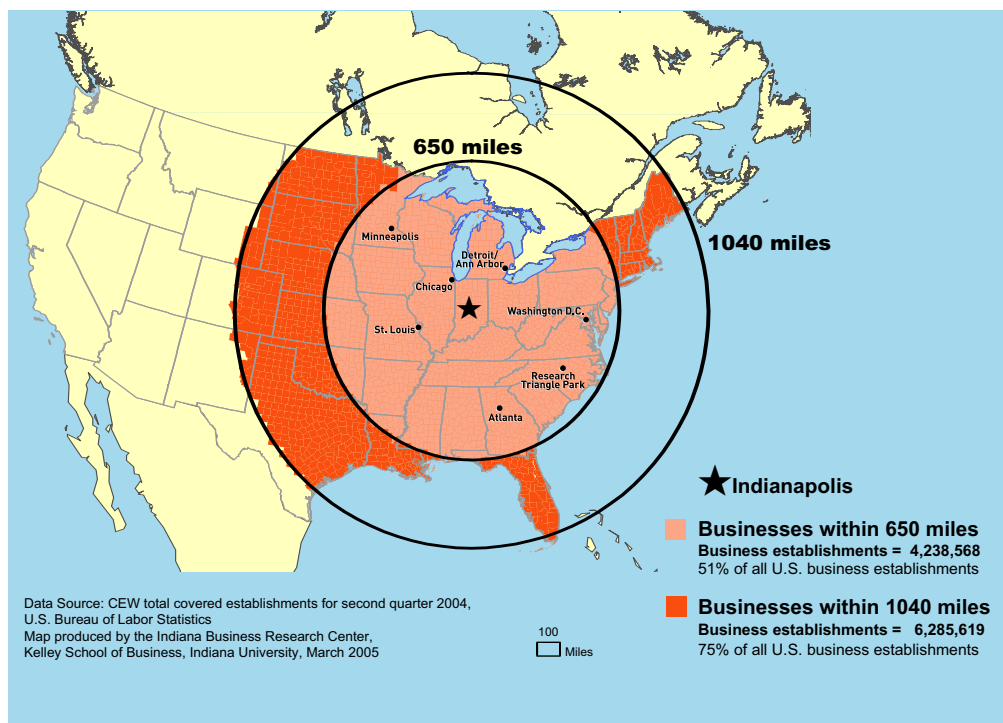 650 miles
1040 miles
Minneapolis
Detroit/
Ann Arbor
Chicago
Washington D.C.
St. Louis
Research
Triangle Park
Atlanta
Indianapolis
Businesses within 650 miles
Business establishments = 4,238,568
51% of all U.S. business establishments
Businesses within 1040 miles
Business establishments = 6,285,619
75% of all U.S. business establishments
Data Source: CEW total covered establishments for second quarter 2004,
U.S. Bureau of Labor Statistics
Map produced by the Indiana Business Research Center,
Kelley School of Business, Indiana University, March 2005
100
Miles